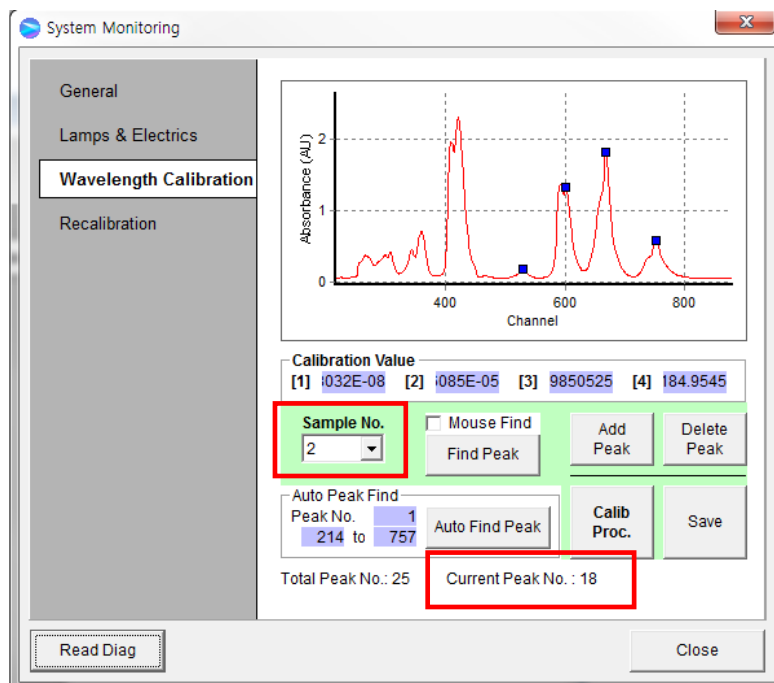 System Monitoring
General
Lamps & Electrics
Wavelength Calibration
Recalibration
Absorbance (AU)
2
1
0
400 600 800
Channel
Calibration Value
[1] 032E-08 [2] 085E-05 [3] 9850525 [4] 184.9545
Sample No.
2
Mouse Find
Find Peak
Add Peak
Delete Peak
Auto Peak Find
Peak No. 1
214 to 757
Auto Find Peak
Calib Proc.
Save
Total Peak No.: 25 Current Peak No. : 18
Read Diag
Close